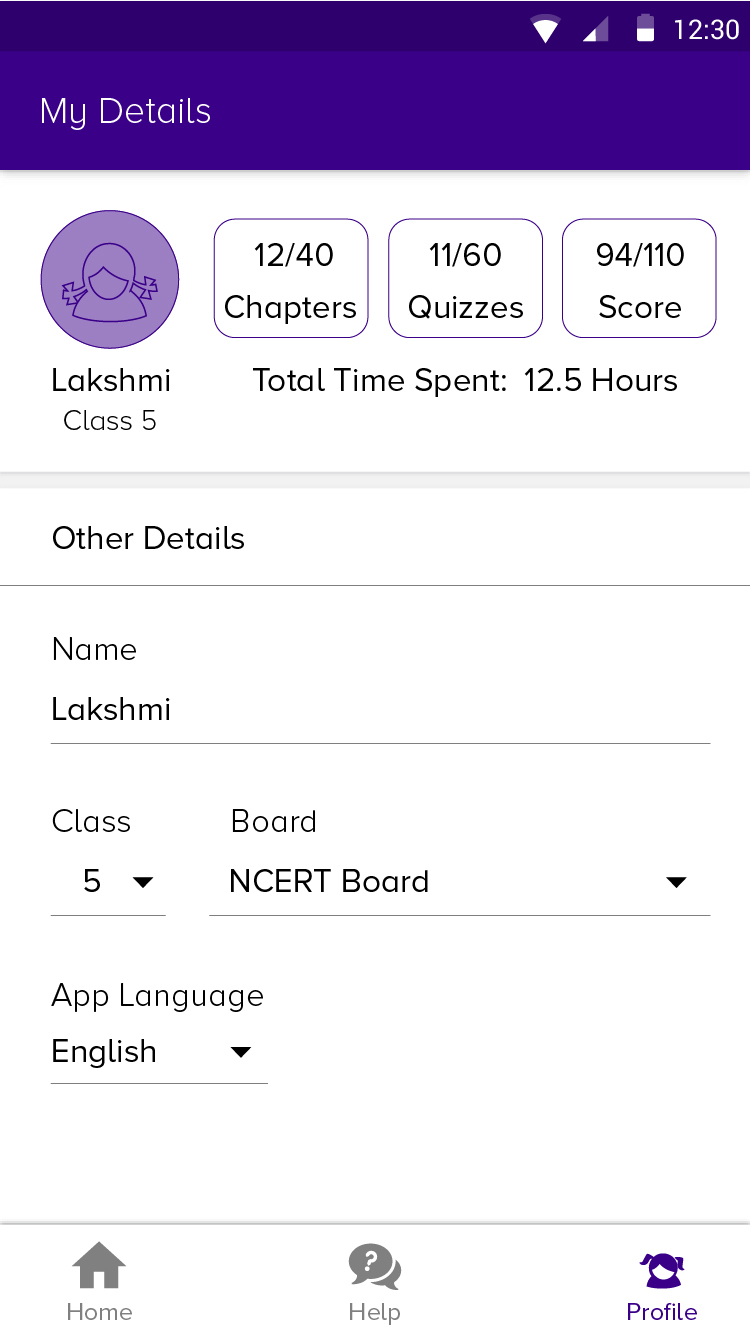 12:30
My Details
12/40
Chapters
11/60
Quizzes
94/110
Score
Lakshmi
Class 5
Total Time Spent: 12.5 Hours
Other Details
Name
Lakshmi
Class
Board
5
NCERT Board
App Language
English
?
Home
Help
Profile